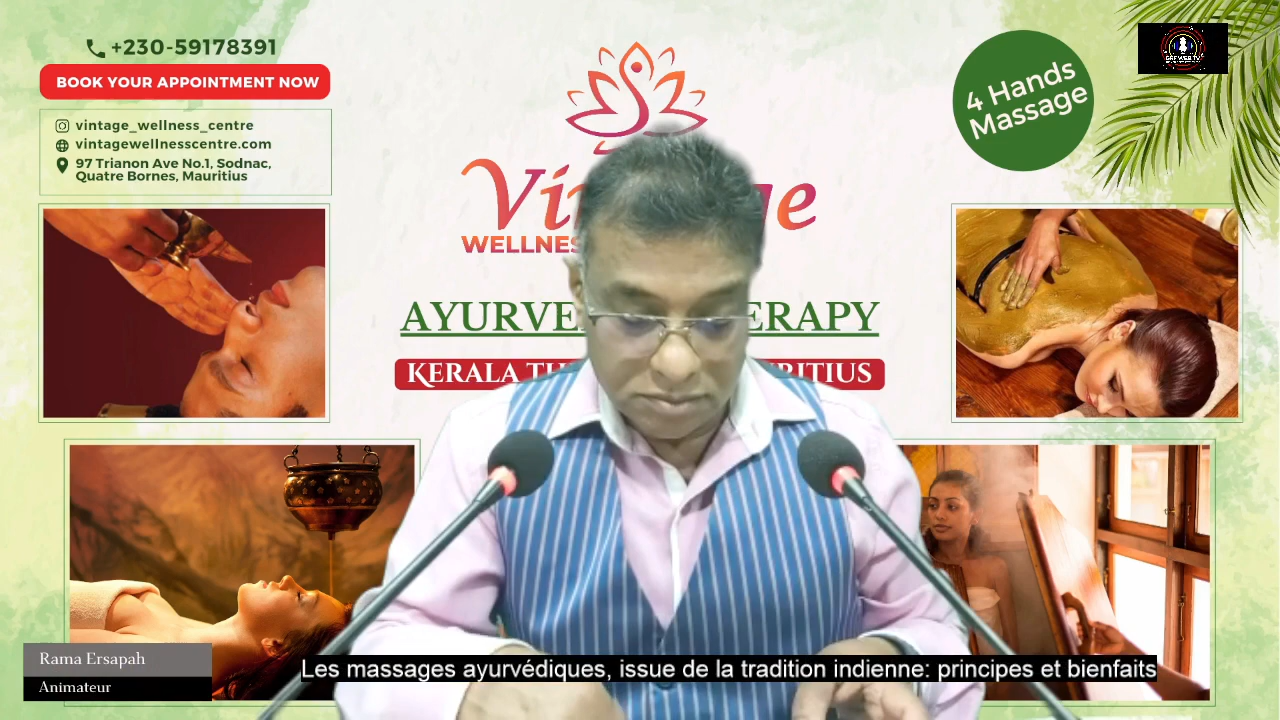 +230-59178391
BOOK YOUR APPOINTMENT NOW
vintage_wellness_centre
vintagewellnesscentre.com
97 Trianon Ave No.1, Sodnac,
Quatre Bornes, Mauritius
4 Hands
Massage
Vi ge
WELLNES
AYURVE ERAPY
KERALA TH RITIUS
Rama Ersapah
Animateur
Les massages ayurvédiques, issue de la tradition indienne: principes et bienfaits